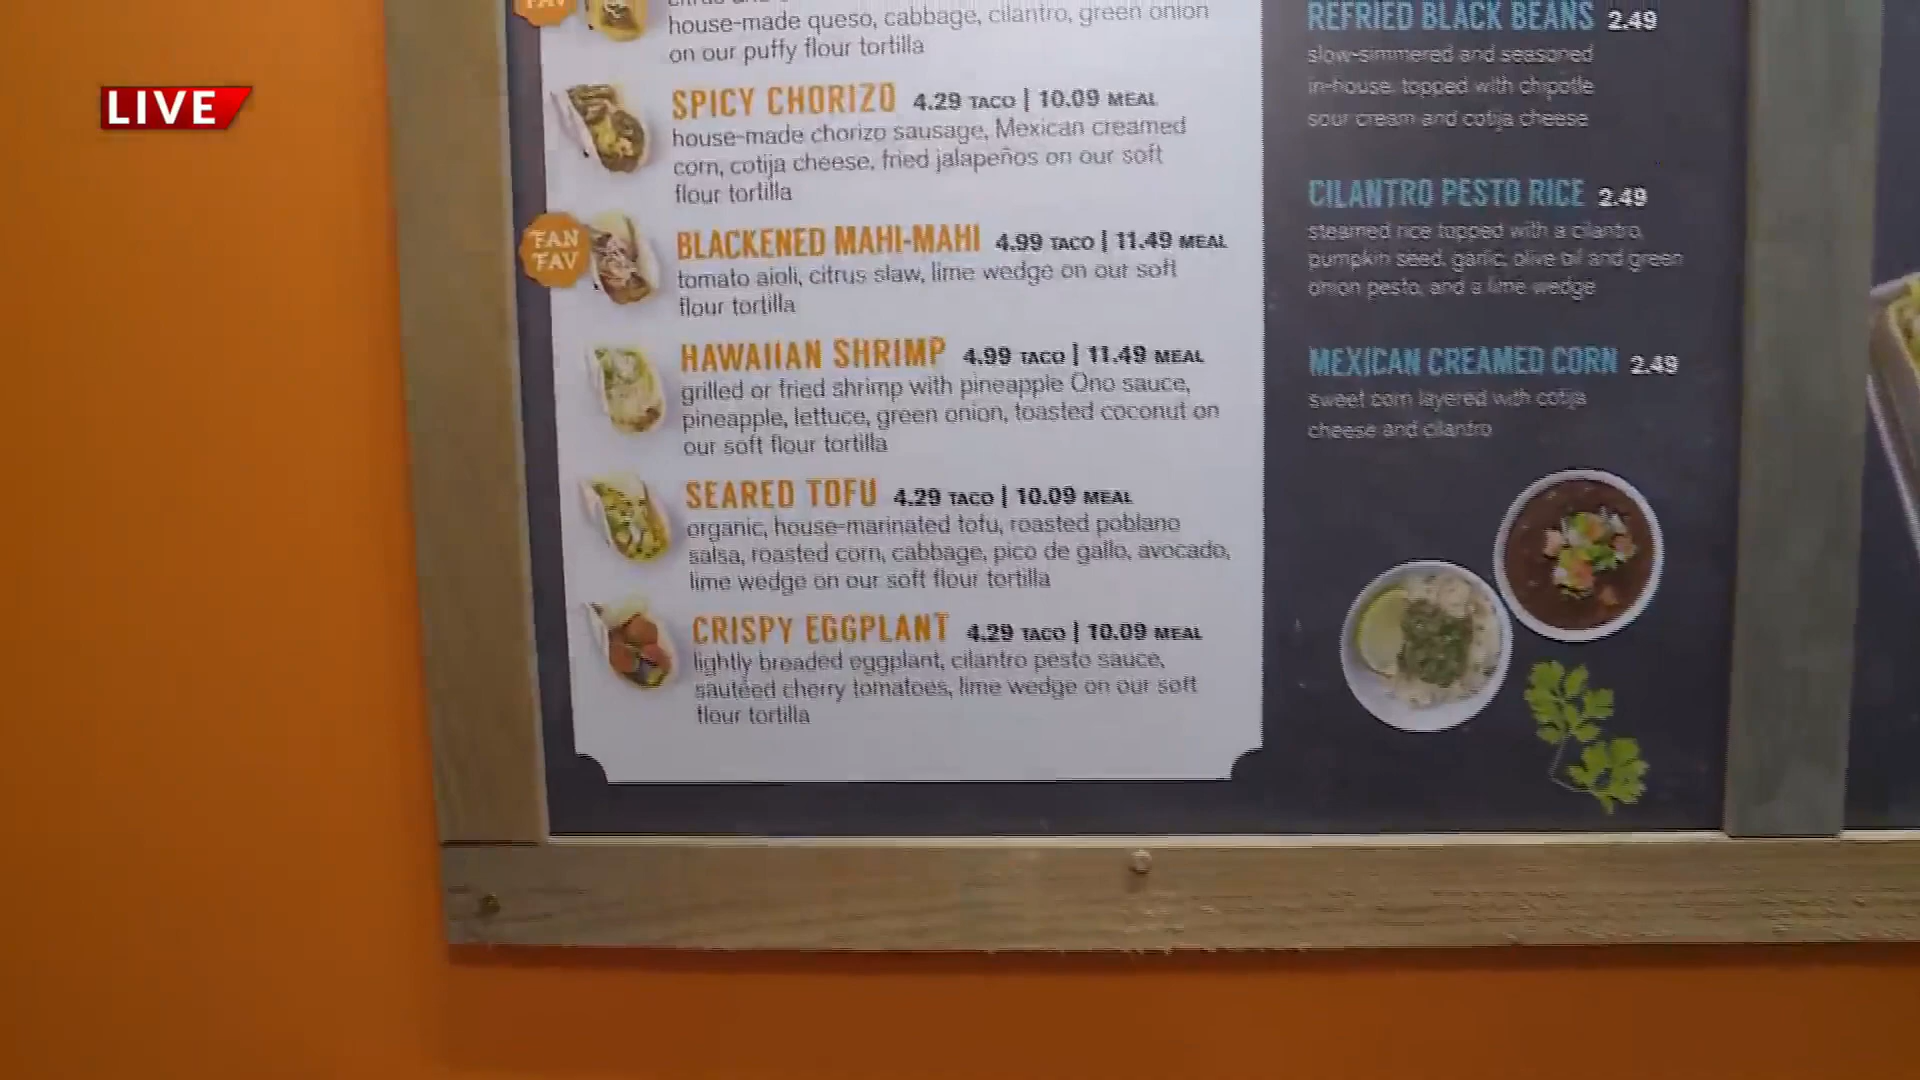 LIVE
FAV
house-made queso, cabbage, cilantro, green onion
on our puffy flour tortilla
SPICY CHORIZO 4.29 TACO | 10.09 MEAL
house-made chorizo sausage, Mexican creamed
corn, cotija cheese, fried jalapeños on our soft
flour tortilla
FAN
FAV
BLACKENED MAHI-MAHI 4.99 TACO | 11.49 MEAL
tomato aioli, citrus slaw, lime wedge on our soft
flour tortilla
HAWAIIAN SHRIMP 4.99 TACO | 11.49 MEAL
grilled or fried shrimp with pineapple Ono sauce,
pineapple, lettuce, green onion, toasted coconut on
our soft flour tortilla
SEARED TOFU 4.29 TACO | 10.09 MEAL
organic, house-marinated tofu, roasted poblano
salsa, roasted corn, cabbage, pico de gallo, avocado,
lime wedge on our soft flour tortilla
CRISPY EGGPLANT 4.29 TACO | 10.09 MEAL
lightly breaded eggplant, cilantro pesto sauce,
sautéed cherry tomatoes, lime wedge on our soft
flour tortilla
REFRIED BLACK BEANS 2.49
slow-simmered and seasoned
in-house, topped with chipotle
sour cream and cotija cheese
CILANTRO PESTO RICE 2.49
steamed rice topped with a cilantro,
pumpkin seed, garlic, olive oil and green
onion pesto, and a lime wedge
MEXICAN CREAMED CORN 2.49
sweet corn layered with cotija
cheese and cilantro